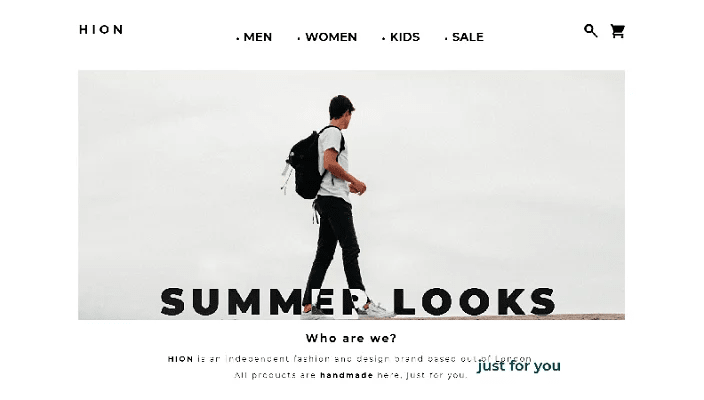 HION
• MEN • WOMEN • KIDS • SALE
SUMMER LOOKS
Who are we?
HION is an independent fashion and design brand based out of London
All products are handmade here, just for you.
just for you